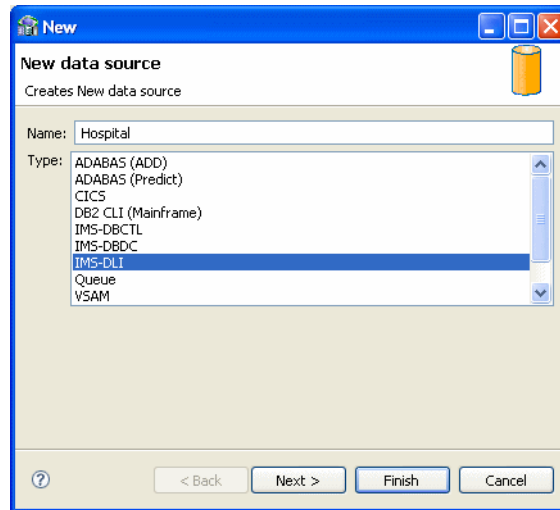 New
New data source
Creates New data source
Name: Hospital
Type: ADABAS (ADD)
ADABAS (Predict)
CICS
DB2 CLI (Mainframe)
IMS-DBCTL
IMS-DBDC
IMS-DLI
Queue
VSAM
? < Back Next > Finish Cancel